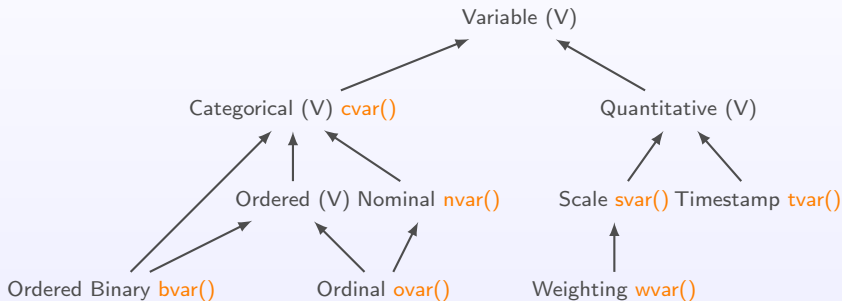 Variable (V)
Categorical (V) cvar()
Quantitative (V)
Ordered (V)
Nominal nvar()
Scale svar()
Timestamp tvar()
Ordered Binary bvar()
Ordinal ovar()
Weighting wvar()